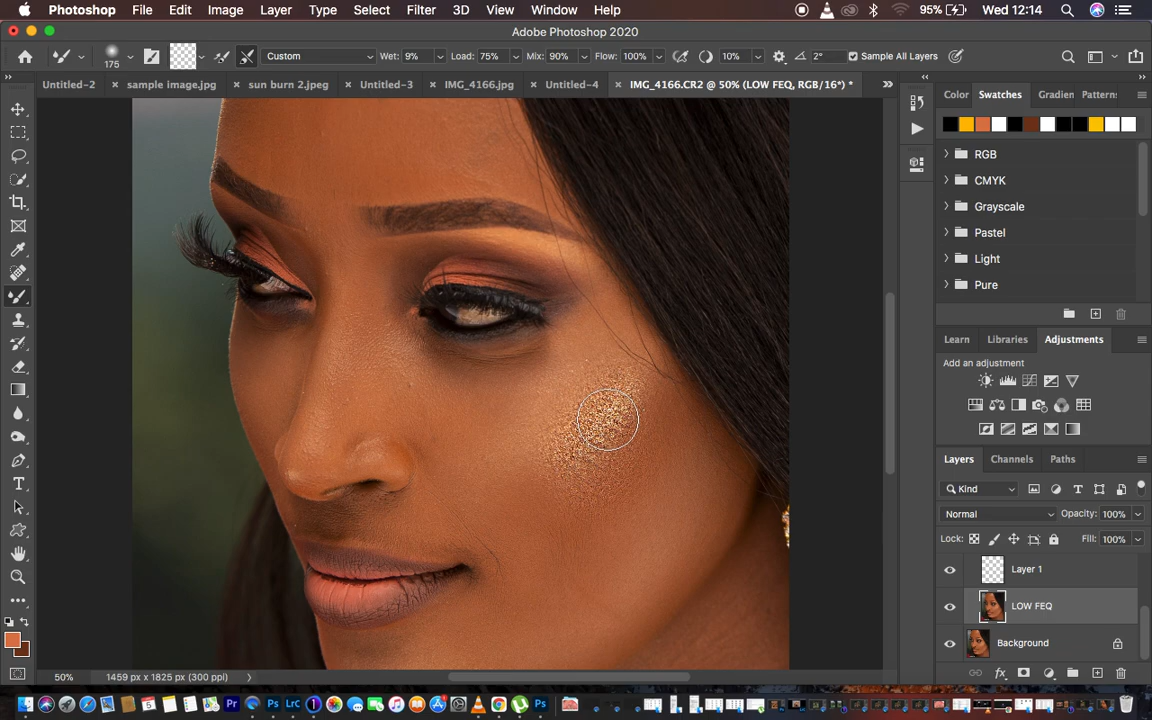 Photoshop File Edit Image Layer Type Select Filter 3D View Window Help 95% Wed 12:14
Adobe Photoshop 2020
175 Custom Wet: 9% Load: 75% Mix: 90% Flow: 100% 10% 2° Sample All Layers
Untitled-2 × sample image.jpg × sun burn 2.jpeg × Untitled-3 × IMG_4166.jpg × Untitled-4 × IMG_4166.CR2 @ 50% (LOW FEQ, RGB/16*) *
Color Swatches Gradien Pattern:
RGB
CMYK
Grayscale
Pastel
Light
Pure
Learn Libraries Adjustments
Add an adjustment
Layers Channels Paths
Kind
Normal Opacity: 100%
Lock: Fill: 100%
Layer 1
LOW FEQ
Background
50% 1459 px x 1825 px (300 ppi)